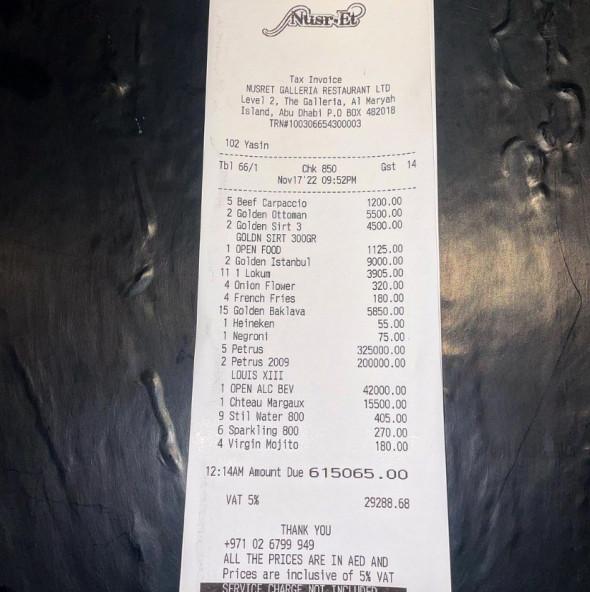 Nusr-Et
Tax Invoice
NUSRET GALLERIA RESTAURANT LTD
Level 2, The Galleria, Al Maryah
Island, Abu Dhabi P.O BOX 482018
TRN#100306654300003
102 Yasin
Tbl 66/1 Chk 850 Gst 14
Nov17'22 09:52PM
5 Beef Carpaccio 1200.00
2 Golden Ottoman 5500.00
2 Golden Sirt 3 4500.00
GOLDN SIRT 300GR
1 OPEN FOOD 1125.00
2 Golden Istanbul 9000.00
11 1 Lokum 3905.00
4 Onion Flower 320.00
4 French Fries 180.00
15 Golden Baklava 5850.00
1 Heineken 55.00
1 Negroni 75.00
5 Petrus 325000.00
2 Petrus 2009 200000.00
LOUIS XIII
1 OPEN ALC BEV 42000.00
1 Chteau Margaux 15500.00
9 Stil Water 800 405.00
6 Sparkling 800 270.00
4 Virgin Mojito 180.00
12:14AM Amount Due 615065.00
VAT 5% 29288.68
THANK YOU
+971 02 6799 949
ALL THE PRICES ARE IN AED AND
Prices are inclusive of 5% VAT
SERVICE CHARGE NOT INCLUDED